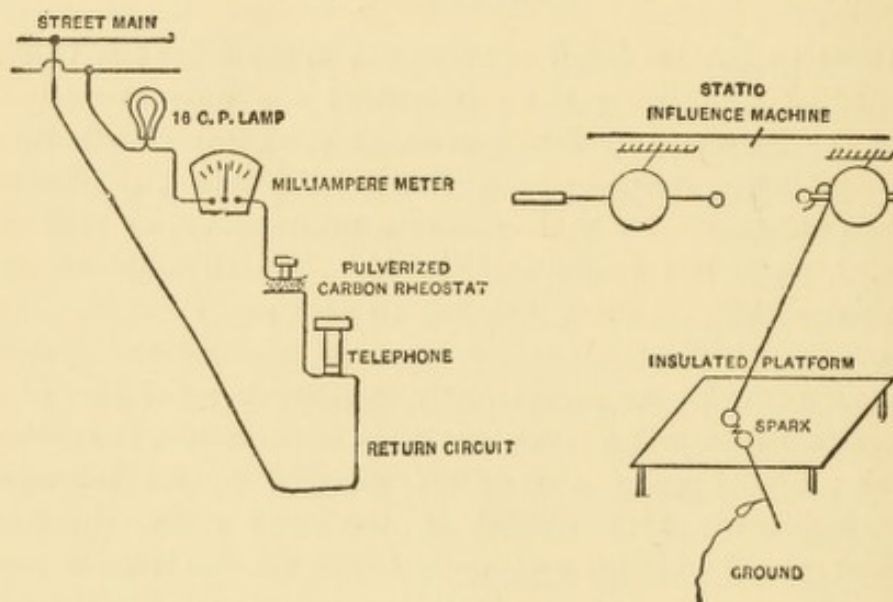 STREET MAIN
16 C.P. LAMP
MILLIAMPERE METER
PULVERIZED
CARBON RHEOSTAT
TELEPHONE
RETURN CIRCUIT
STATIC
INFLUENCE MACHINE
INSULATED PLATFORM
SPARK
GROUND